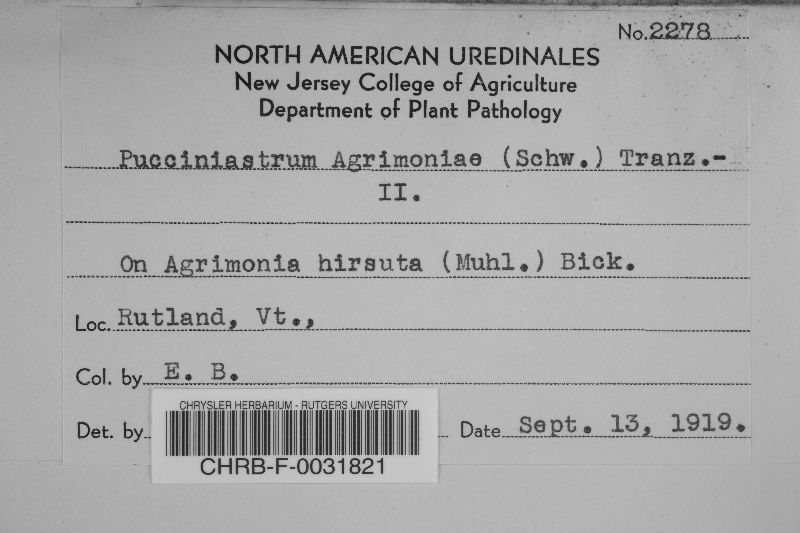 No. 2278
NORTH AMERICAN UREDINALES
New Jersey College of Agriculture
Department of Plant Pathology
Pucciniastrum Agrimoniae (Schw.) Tranz.-
II.
On Agrimonia hirsuta (Muhl.) Bick.
Loc. Rutland, Vt.,
Col. by E. B.
Det. by
Date Sept. 13, 1919.
CHRYSLER HERBARIUM - RUTGERS UNIVERSITY
CHRB-F-0031821